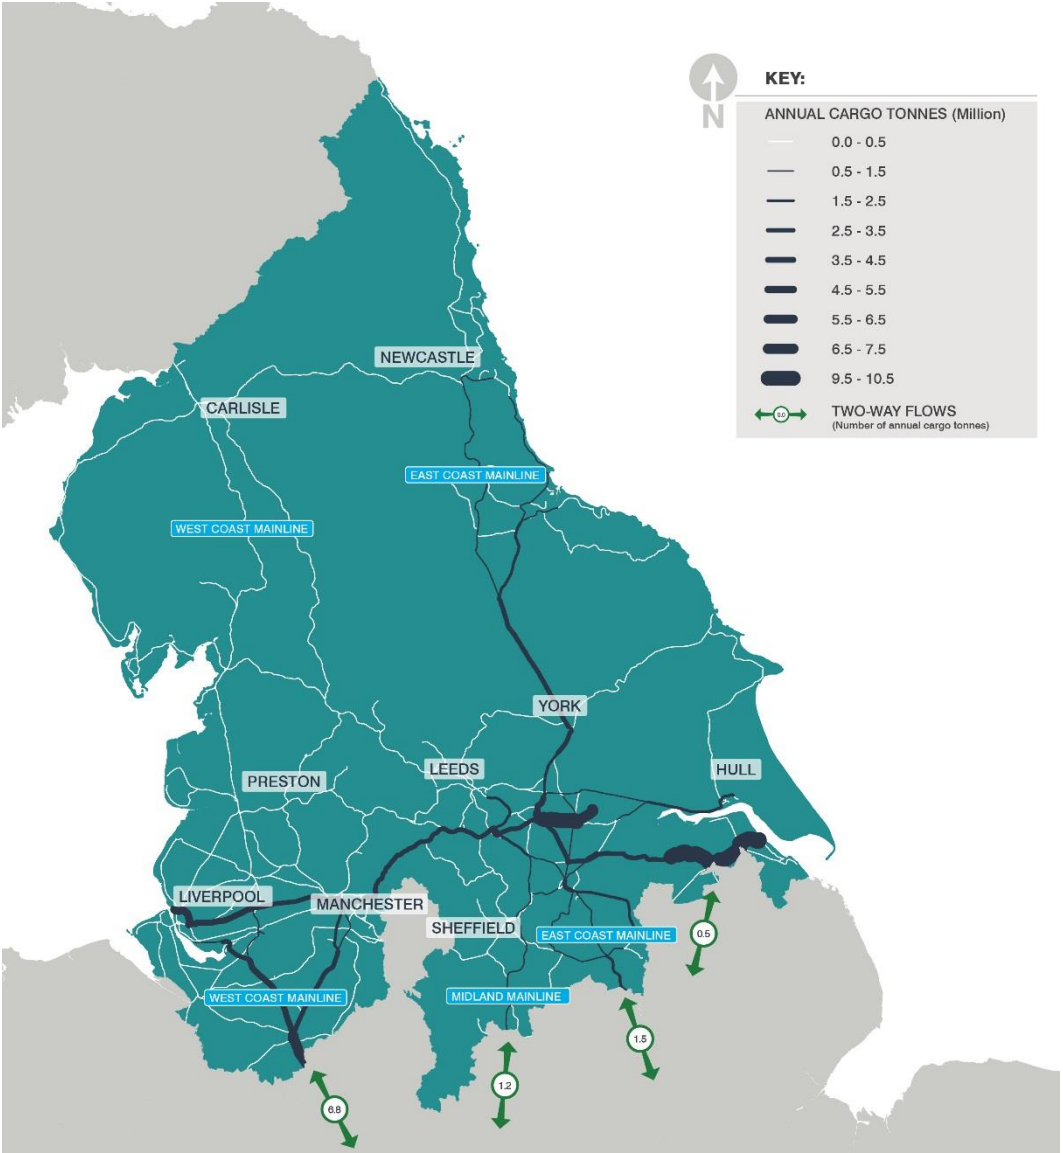 KEY:
N
ANNUAL CARGO TONNES (Million)
0.0 - 0.5
0.5 - 1.5
1.5 - 2.5
2.5 - 3.5
3.5 - 4.5
4.5 - 5.5
5.5 - 6.5
6.5 - 7.5
9.5 - 10.5
0.0
TWO-WAY FLOWS
(Number of annual cargo tonnes)
NEWCASTLE
CARLISLE
EAST COAST MAINLINE
WEST COAST MAINLINE
YORK
LEEDS
HULL
PRESTON
LIVERPOOL
MANCHESTER
SHEFFIELD
EAST COAST MAINLINE
0.5
WEST COAST MAINLINE
MIDLAND MAINLINE
1.5
1.2
6.8